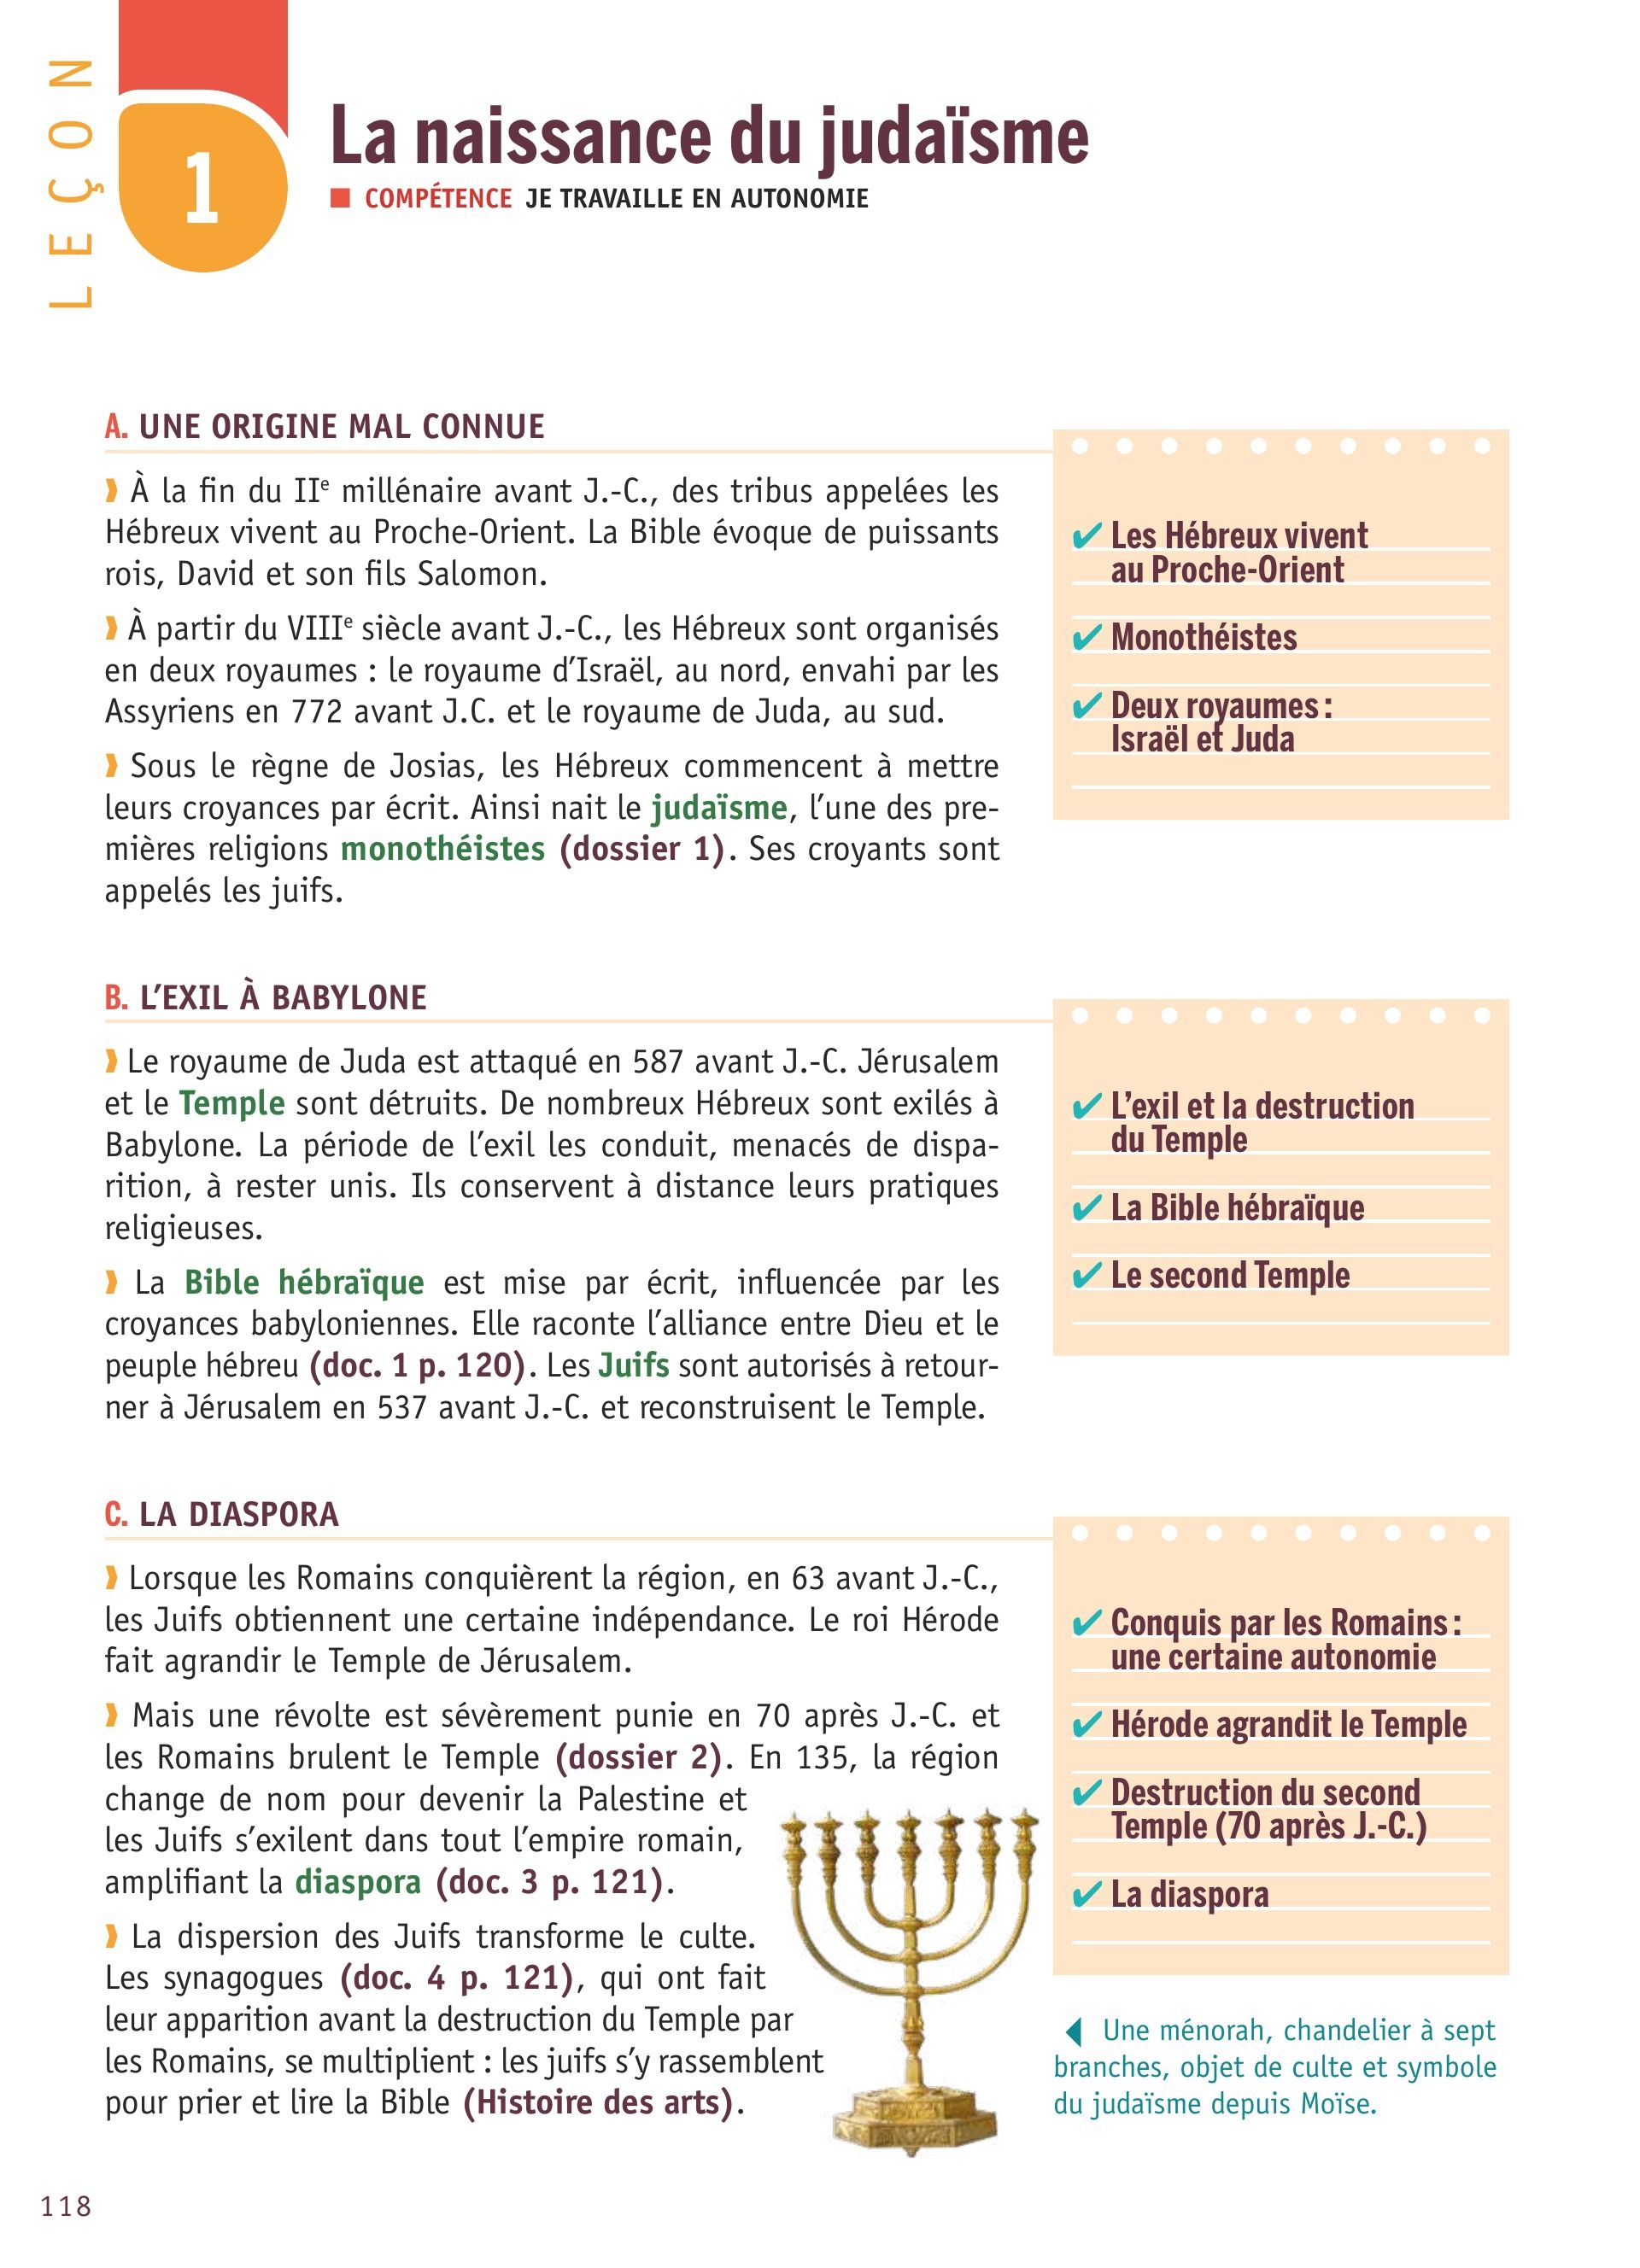 LEÇON
1
La naissance du judaïsme
COMPÉTENCE JE TRAVAILLE EN AUTONOMIE
A. UNE ORIGINE MAL CONNUE
À la fin du IIe millénaire avant J.-C., des tribus appelées les
Hébreux vivent au Proche-Orient. La Bible évoque de puissants
rois, David et son fils Salomon.
À partir du VIIIe siècle avant J.-C., les Hébreux sont organisés
en deux royaumes : le royaume d'Israël, au nord, envahi par les
Assyriens en 772 avant J.C. et le royaume de Juda, au sud.
Sous le règne de Josias, les Hébreux commencent à mettre
leurs croyances par écrit. Ainsi nait le judaïsme, l'une des pre-
mières religions monothéistes (dossier 1). Ses croyants sont
appelés les juifs.
✔ Les Hébreux vivent
au Proche-Orient
✔ Monothéistes
✔ Deux royaumes :
Israël et Juda
B. L'EXIL À BABYLONE
Le royaume de Juda est attaqué en 587 avant J.-C. Jérusalem
et le Temple sont détruits. De nombreux Hébreux sont exilés à
Babylone. La période de l'exil les conduit, menacés de dispa-
rition, à rester unis. Ils conservent à distance leurs pratiques
religieuses.
La Bible hébraïque est mise par écrit, influencée par les
croyances babyloniennes. Elle raconte l'alliance entre Dieu et le
peuple hébreu (doc. 1 p. 120). Les Juifs sont autorisés à retour-
ner à Jérusalem en 537 avant J.-C. et reconstruisent le Temple.
✔ L'exil et la destruction
du Temple
✔ La Bible hébraïque
✔ Le second Temple
C. LA DIASPORA
Lorsque les Romains conquièrent la région, en 63 avant J.-C.,
les Juifs obtiennent une certaine indépendance. Le roi Hérode
fait agrandir le Temple de Jérusalem.
Mais une révolte est sévèrement punie en 70 après J.-C. et
les Romains brulent le Temple (dossier 2). En 135, la région
change de nom pour devenir la Palestine et
les Juifs s'exilent dans tout l'empire romain,
amplifiant la diaspora (doc. 3 p. 121).
La dispersion des Juifs transforme le culte.
Les synagogues (doc. 4 p. 121), qui ont fait
leur apparition avant la destruction du Temple par
les Romains, se multiplient : les juifs s'y rassemblent
pour prier et lire la Bible (Histoire des arts).
✔ Conquis par les Romains :
une certaine autonomie
✔ Hérode agrandit le Temple
✔ Destruction du second
Temple (70 après J.-C.)
✔ La diaspora
Une ménorah, chandelier à sept
branches, objet de culte et symbole
du judaïsme depuis Moïse.
118